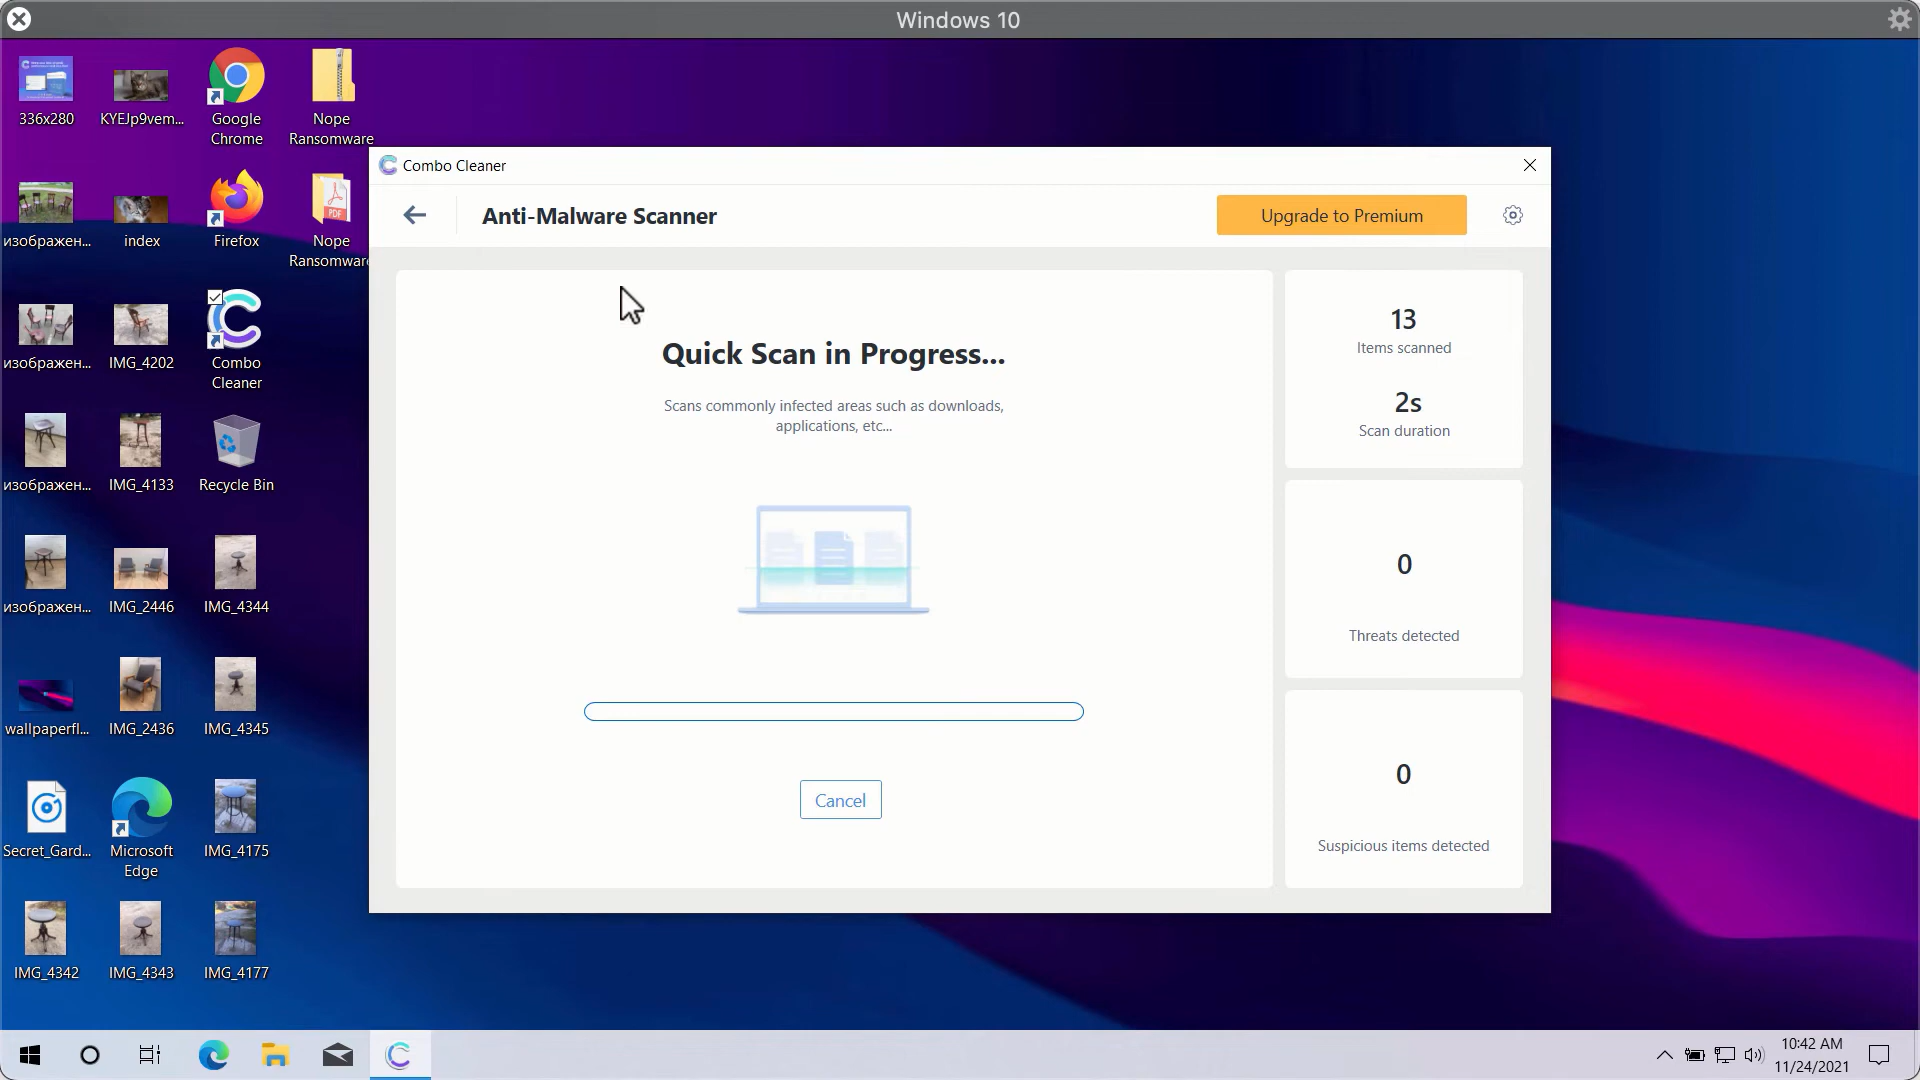 Windows 10
336x280
KYEJp9vem...
Google
Chrome
Nope
Ransomware
изображен...
index
Firefox
Nope
Ransomware
изображен...
IMG_4202
Combo
Cleaner
изображен...
IMG_4133
Recycle Bin
изображен...
IMG_2446
IMG_4344
wallpaperfl...
IMG_2436
IMG_4345
Secret_Gard...
Microsoft
Edge
IMG_4175
IMG_4342
IMG_4343
IMG_4177
Combo Cleaner
Anti-Malware Scanner
Upgrade to Premium
Quick Scan in Progress...
Scans commonly infected areas such as downloads,
applications, etc...
Cancel
13
Items scanned
2s
Scan duration
0
Threats detected
0
Suspicious items detected
10:42 AM
11/24/2021